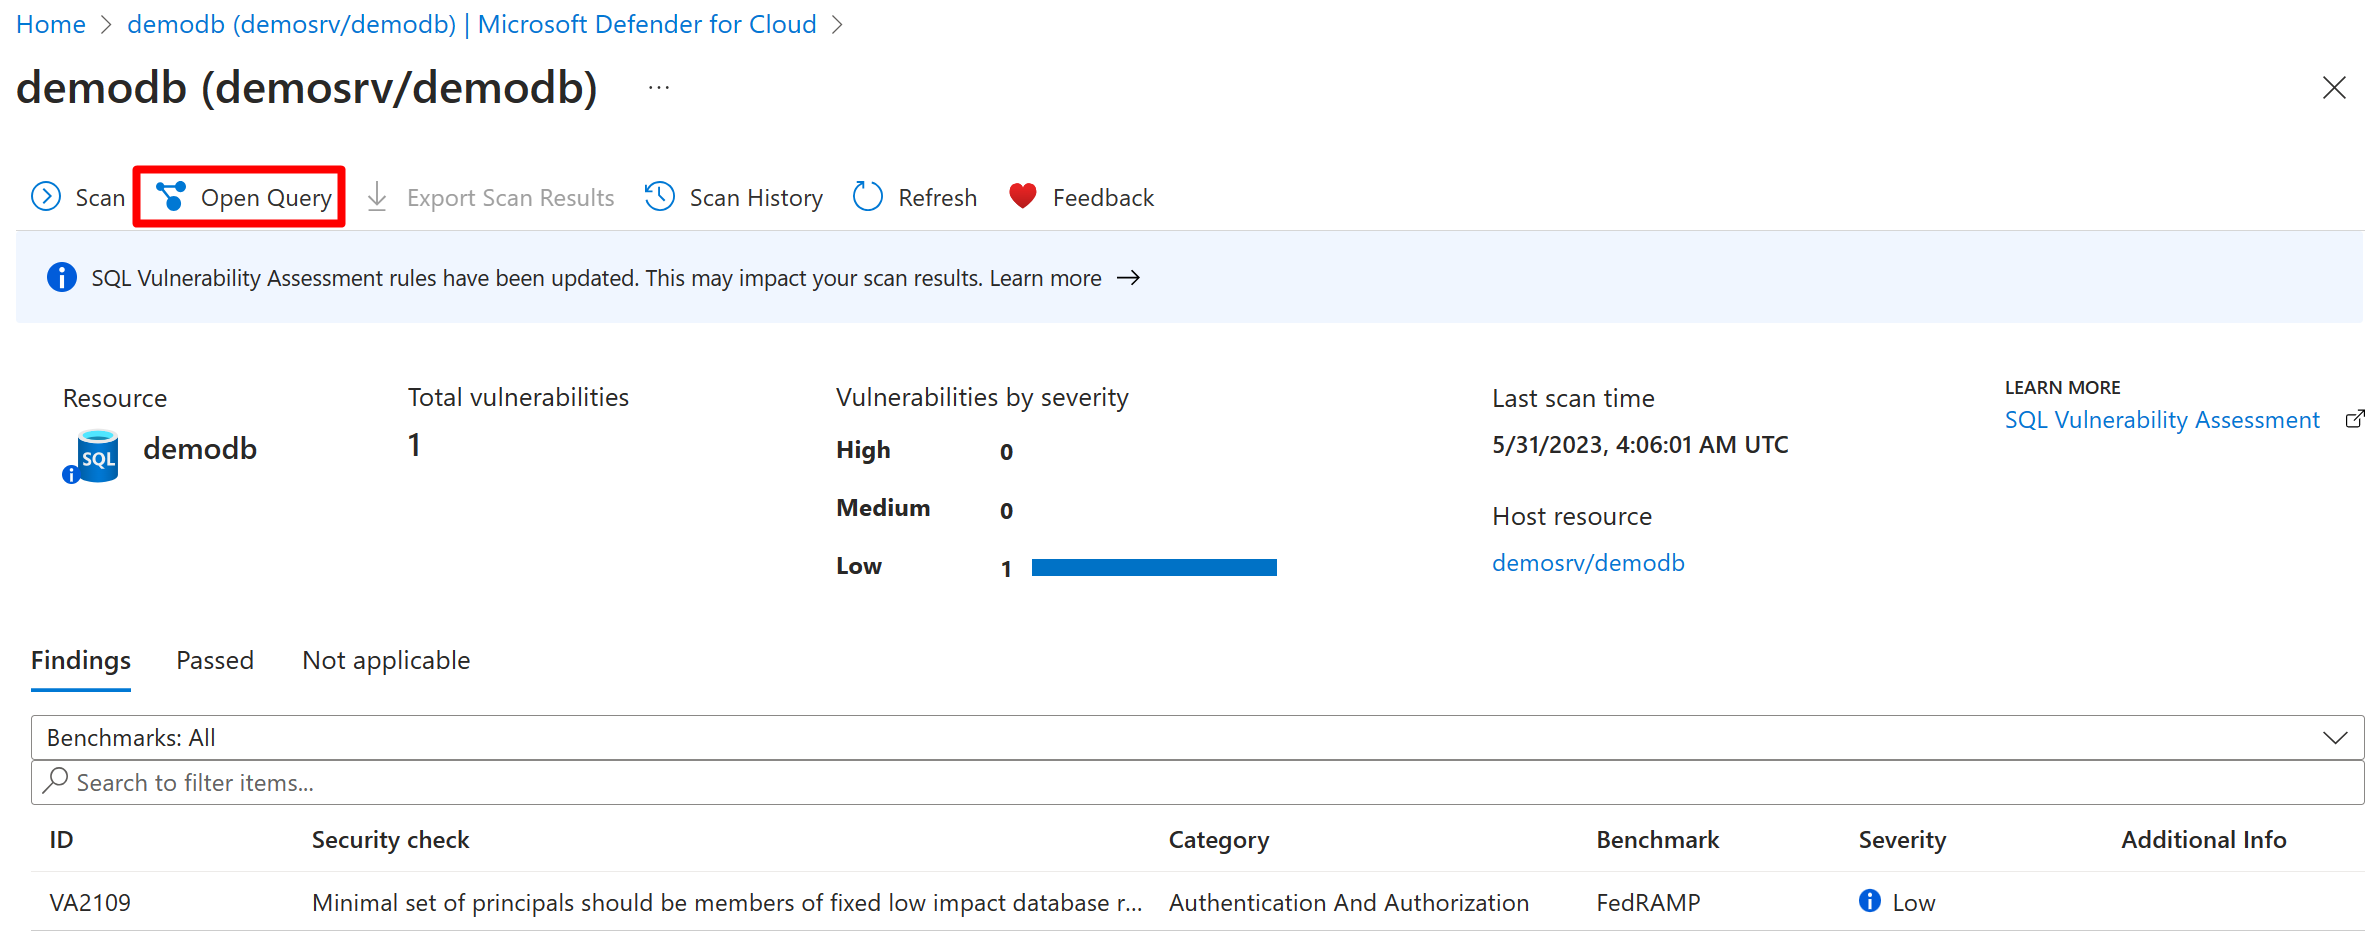 Home > demodb (demosrv/demodb) | Microsoft Defender for Cloud >
demodb (demosrv/demodb) ...
Scan Open Query Export Scan Results Scan History Refresh Feedback
SQL Vulnerability Assessment rules have been updated. This may impact your scan results. Learn more →
Resource
SQL demodb
Total vulnerabilities
1
Vulnerabilities by severity
High 0
Medium 0
Low 1
Last scan time
5/31/2023, 4:06:01 AM UTC
Host resource
demosrv/demodb
LEARN MORE
SQL Vulnerability Assessment
Findings Passed Not applicable
Benchmarks: All
Search to filter items...
ID Security check Category Benchmark Severity Additional Info
VA2109 Minimal set of principals should be members of fixed low impact database r... Authentication And Authorization FedRAMP Low